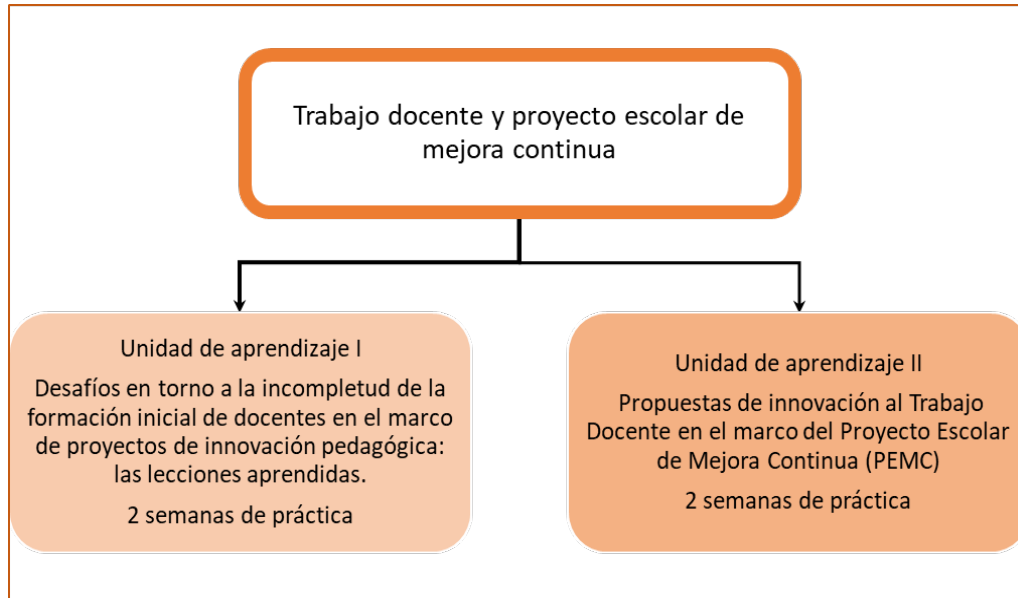 Trabajo docente y proyecto escolar de
mejora continua
Unidad de aprendizaje I
Desafíos en torno a la incompletud de la
formación inicial de docentes en el marco
de proyectos de innovación pedagógica:
las lecciones aprendidas.
2 semanas de práctica
Unidad de aprendizaje II
Propuestas de innovación al Trabajo
Docente en el marco del Proyecto Escolar
de Mejora Continua (PEMC)
2 semanas de práctica